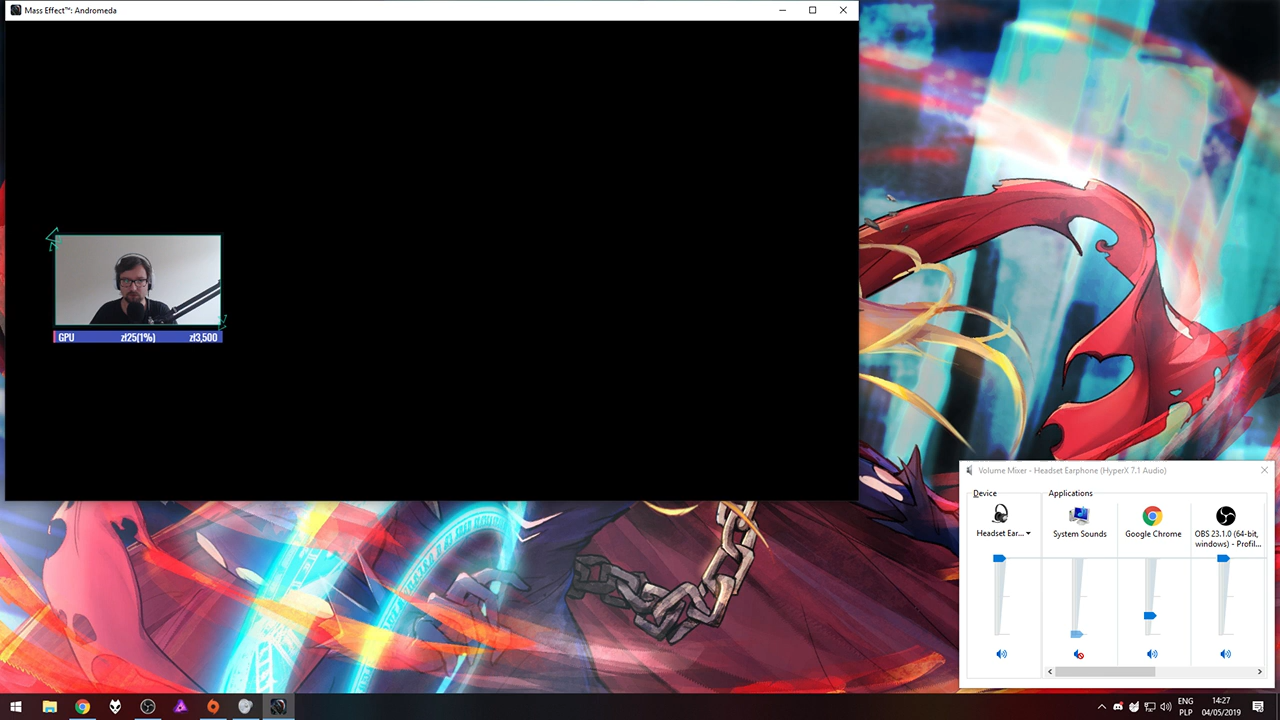 Mass Effect™: Andromeda
GPU zł25(1%) zł3,500
Volume Mixer - Headset Earphone (HyperX 7.1 Audio)
Device Applications
Headset Ear... System Sounds Google Chrome OBS 23.1.0 (64-bit,
windows) - Profil...
ENG 14:27
PLP 04/05/2019